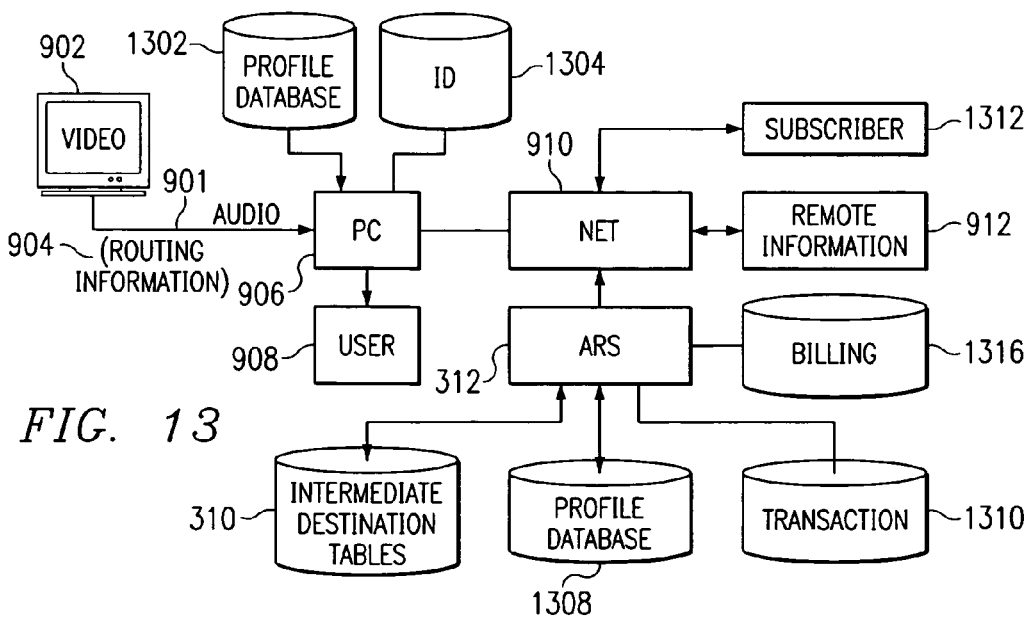 902
VIDEO
1302
PROFILE
DATABASE
ID
1304
901
AUDIO
904
(ROUTING
INFORMATION)
PC
906
USER
908
910
NET
SUBSCRIBER
1312
REMOTE
INFORMATION
912
ARS
312
BILLING
1316
FIG. 13
310
INTERMEDIATE
DESTINATION
TABLES
PROFILE
DATABASE
1308
TRANSACTION
1310